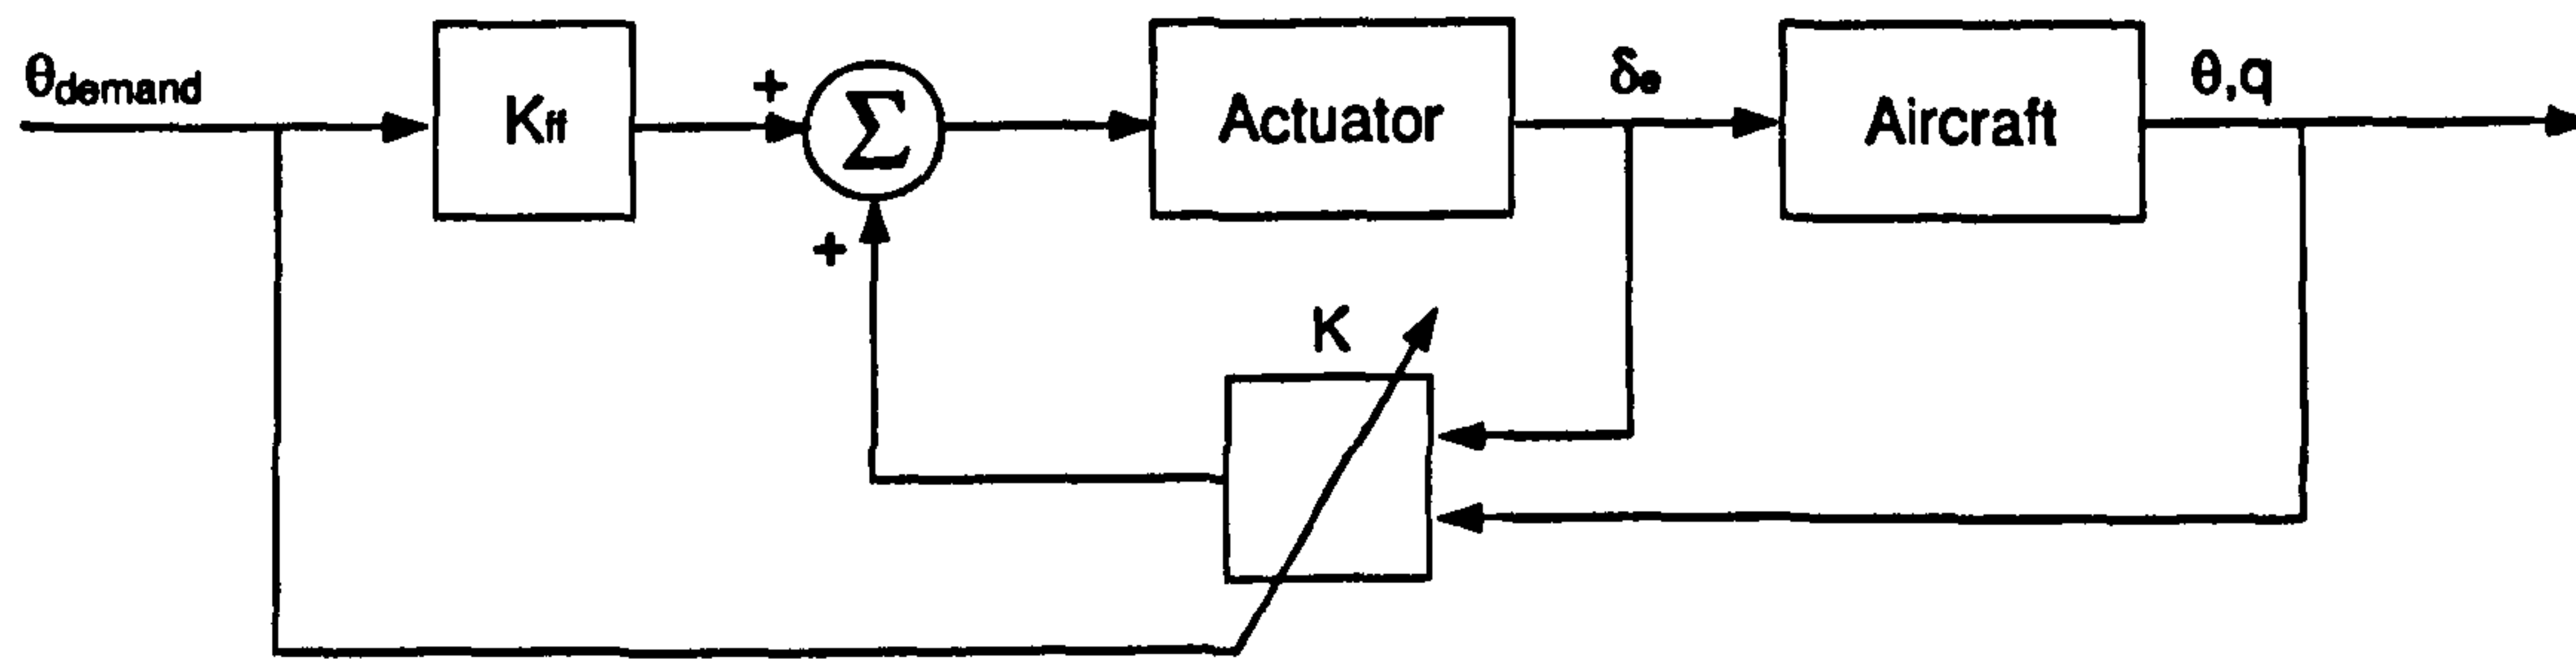 θdemand
Kff
+
Σ
Actuator
δe
Aircraft
θ,q
+
K